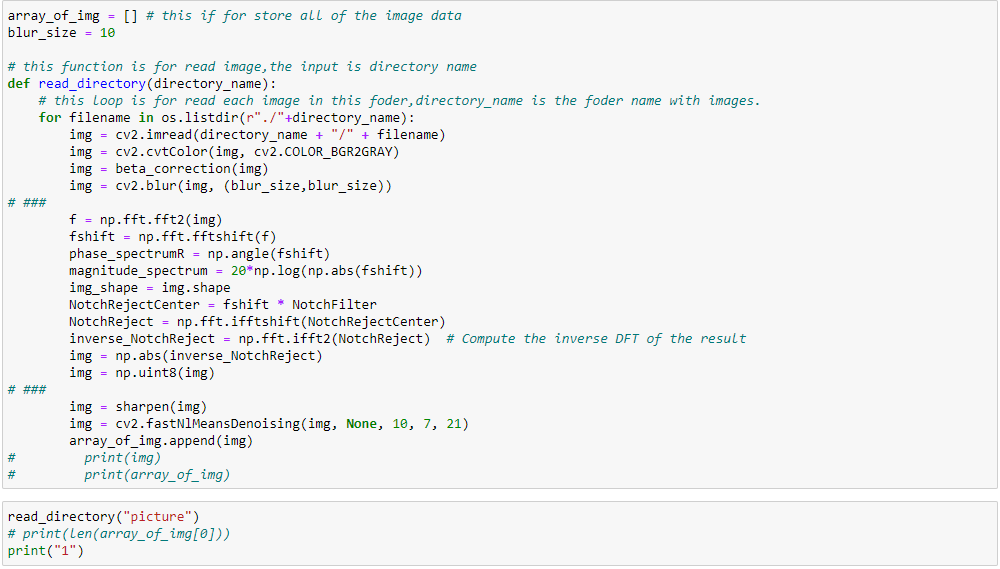 array_of_img = [] # this if for store all of the image data
blur_size = 10
# this function is for read image,the input is directory name
def read_directory(directory_name):
    # this loop is for read each image in this foder,directory_name is the foder name with images.
    for filename in os.listdir(r"./"+directory_name):
        img = cv2.imread(directory_name + "/" + filename)
        img = cv2.cvtColor(img, cv2.COLOR_BGR2GRAY)
        img = beta_correction(img)
        img = cv2.blur(img, (blur_size,blur_size))
# ###
        f = np.fft.fft2(img)
        fshift = np.fft.fftshift(f)
        phase_spectrumR = np.angle(fshift)
        magnitude_spectrum = 20*np.log(np.abs(fshift))
        img_shape = img.shape
        NotchRejectCenter = fshift * NotchFilter
        NotchReject = np.fft.ifftshift(NotchRejectCenter)
        inverse_NotchReject = np.fft.ifft2(NotchReject)  # Compute the inverse DFT of the result
        img = np.abs(inverse_NotchReject)
        img = np.uint8(img)
# ###
        img = sharpen(img)
        img = cv2.fastNlMeansDenoising(img, None, 10, 7, 21)
        array_of_img.append(img)
#         print(img)
#         print(array_of_img)
read_directory("picture")
# print(len(array_of_img[0]))
print("1")